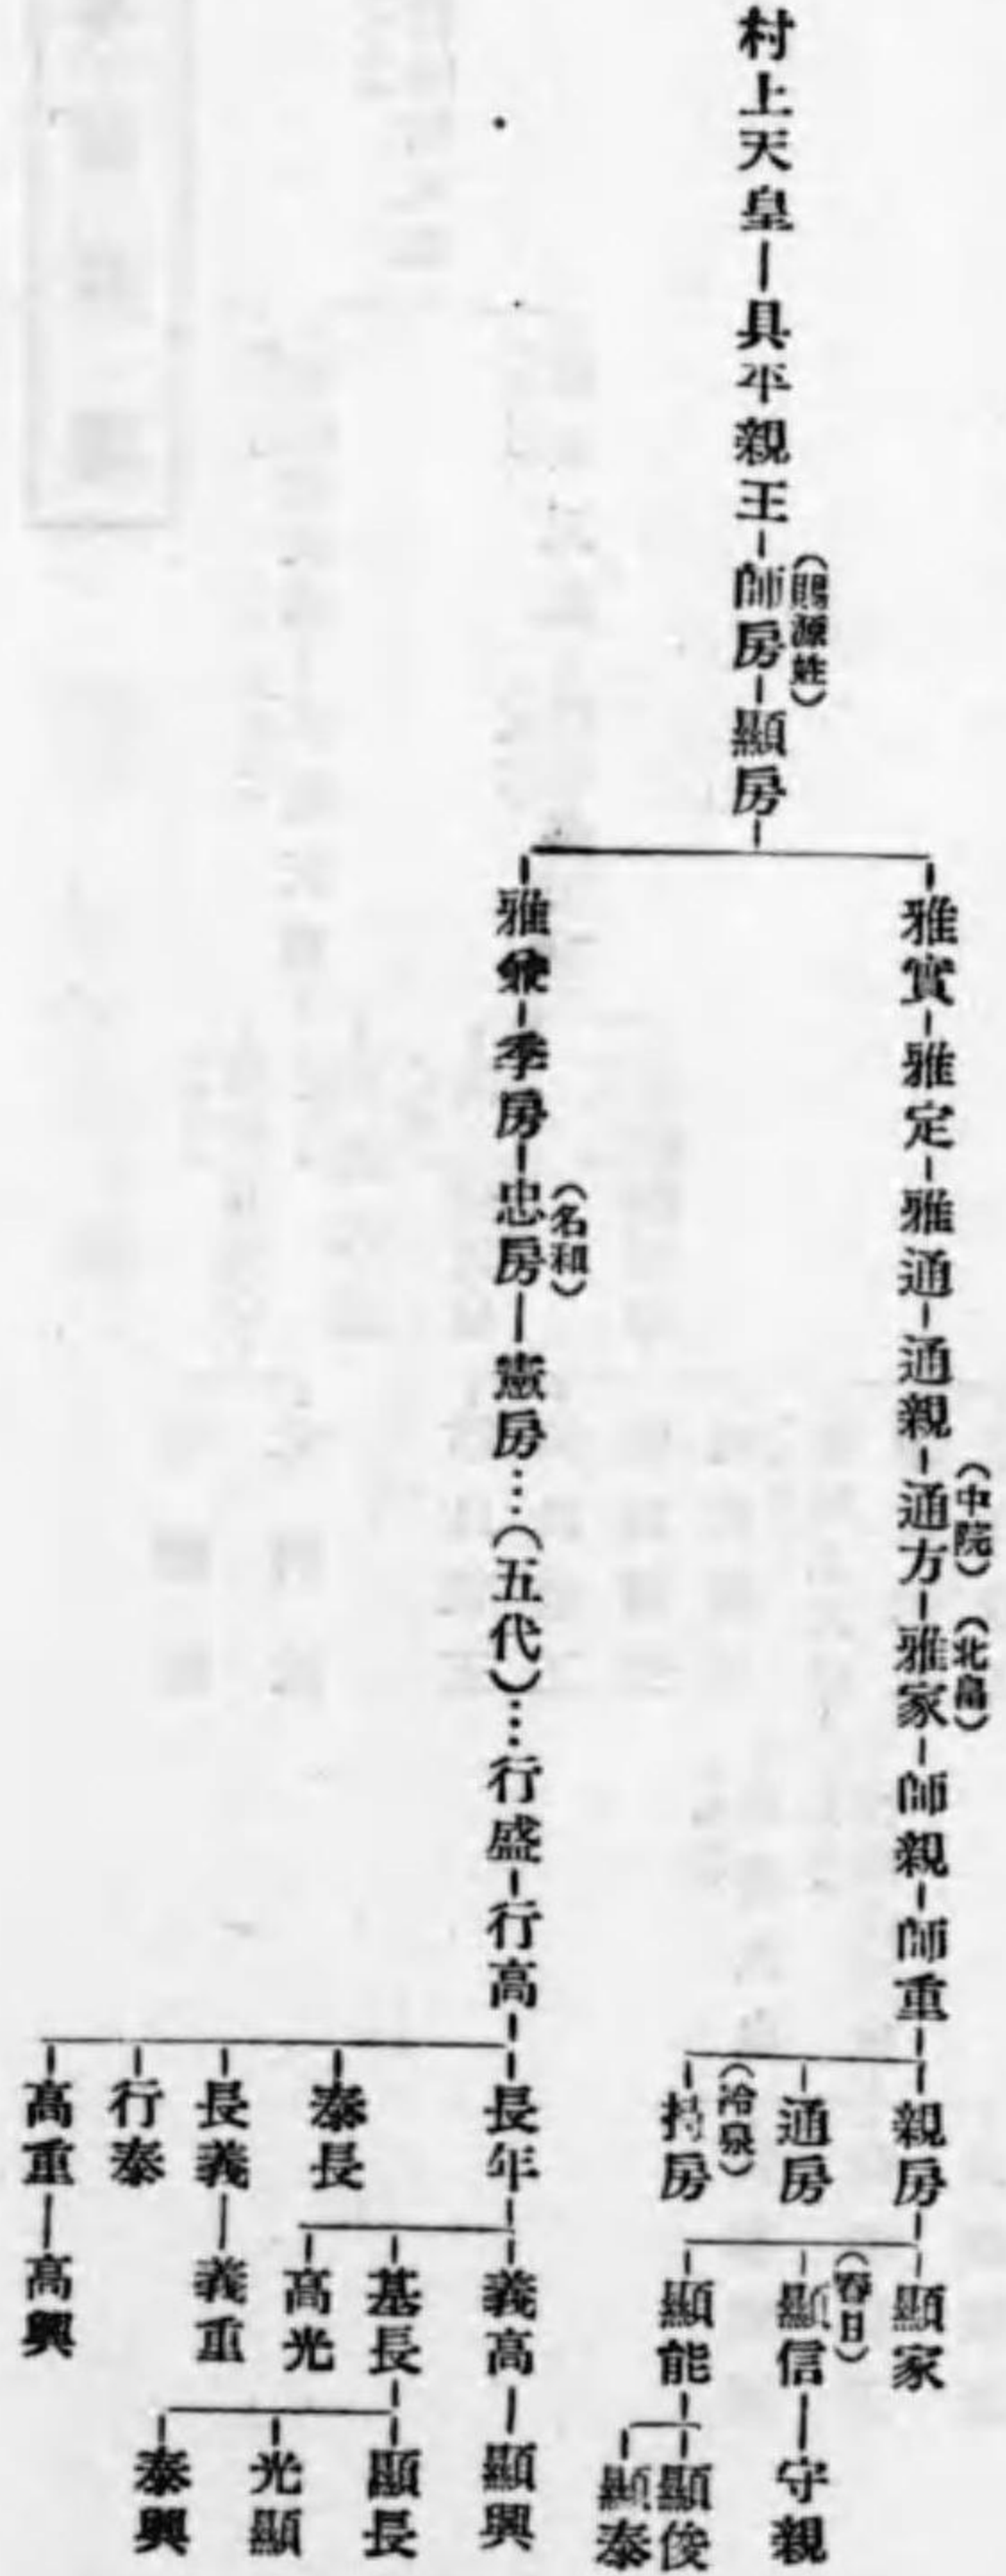 村上天皇―具平親王―師房―顯房
(賜源姓)
雅實―雅定―雅通―通親―通方―雅家―師親―師重
(中院)(北畠)
親房
通房
持房
(冷泉)
顯家
顯信―守親
(春日)
顯能
顯俊
顯泰
雅兼―季房―忠房―憲房…(五代)…行盛―行高
(名和)
長年
泰長
長義―義重
行泰
高重―高興
義高―顯興
基長
高光
顯長
光顯
泰興